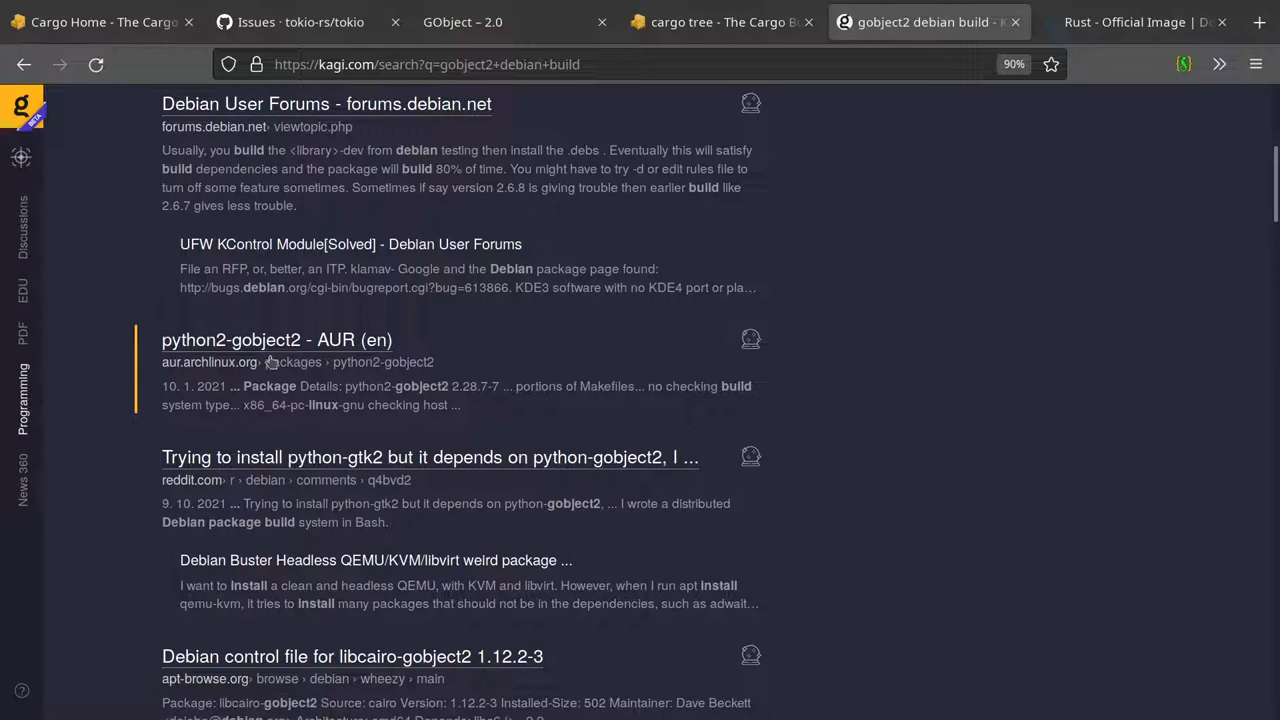 Cargo Home - The Cargo
Issues · tokio-rs/tokio
GObject – 2.0
cargo tree - The Cargo B
gobject2 debian build - K
Rust - Official Image | Do
https://kagi.com/search?q=gobject2+debian+build
90%
g
BETA
Discussions
EDU
PDF
Programming
News 360
Debian User Forums - forums.debian.net
forums.debian.net› viewtopic.php
Usually, you build the <library>-dev from debian testing then install the .debs . Eventually this will satisfy
build dependencies and the package will build 80% of time. You might have to try -d or edit rules file to
turn off some feature sometimes. Sometimes if say version 2.6.8 is giving trouble then earlier build like
2.6.7 gives less trouble.
UFW KControl Module[Solved] - Debian User Forums
File an RFP, or, better, an ITP. klamav- Google and the Debian package page found:
http://bugs.debian.org/cgi-bin/bugreport.cgi?bug=613866. KDE3 software with no KDE4 port or pla…
python2-gobject2 - AUR (en)
aur.archlinux.org› packages › python2-gobject2
10. 1. 2021 ... Package Details: python2-gobject2 2.28.7-7 ... portions of Makefiles... no checking build
system type... x86_64-pc-linux-gnu checking host ...
Trying to install python-gtk2 but it depends on python-gobject2, I ...
reddit.com› r › debian › comments › q4bvd2
9. 10. 2021 ... Trying to install python-gtk2 but it depends on python-gobject2, ... I wrote a distributed
Debian package build system in Bash.
Debian Buster Headless QEMU/KVM/libvirt weird package ...
I want to install a clean and headless QEMU, with KVM and libvirt. However, when I run apt install
qemu-kvm, it tries to install many packages that should not be in the dependencies, such as adwait…
Debian control file for libcairo-gobject2 1.12.2-3
apt-browse.org› browse › debian › wheezy › main
Package: libcairo-gobject2 Source: cairo Version: 1.12.2-3 Installed-Size: 502 Maintainer: Dave Beckett